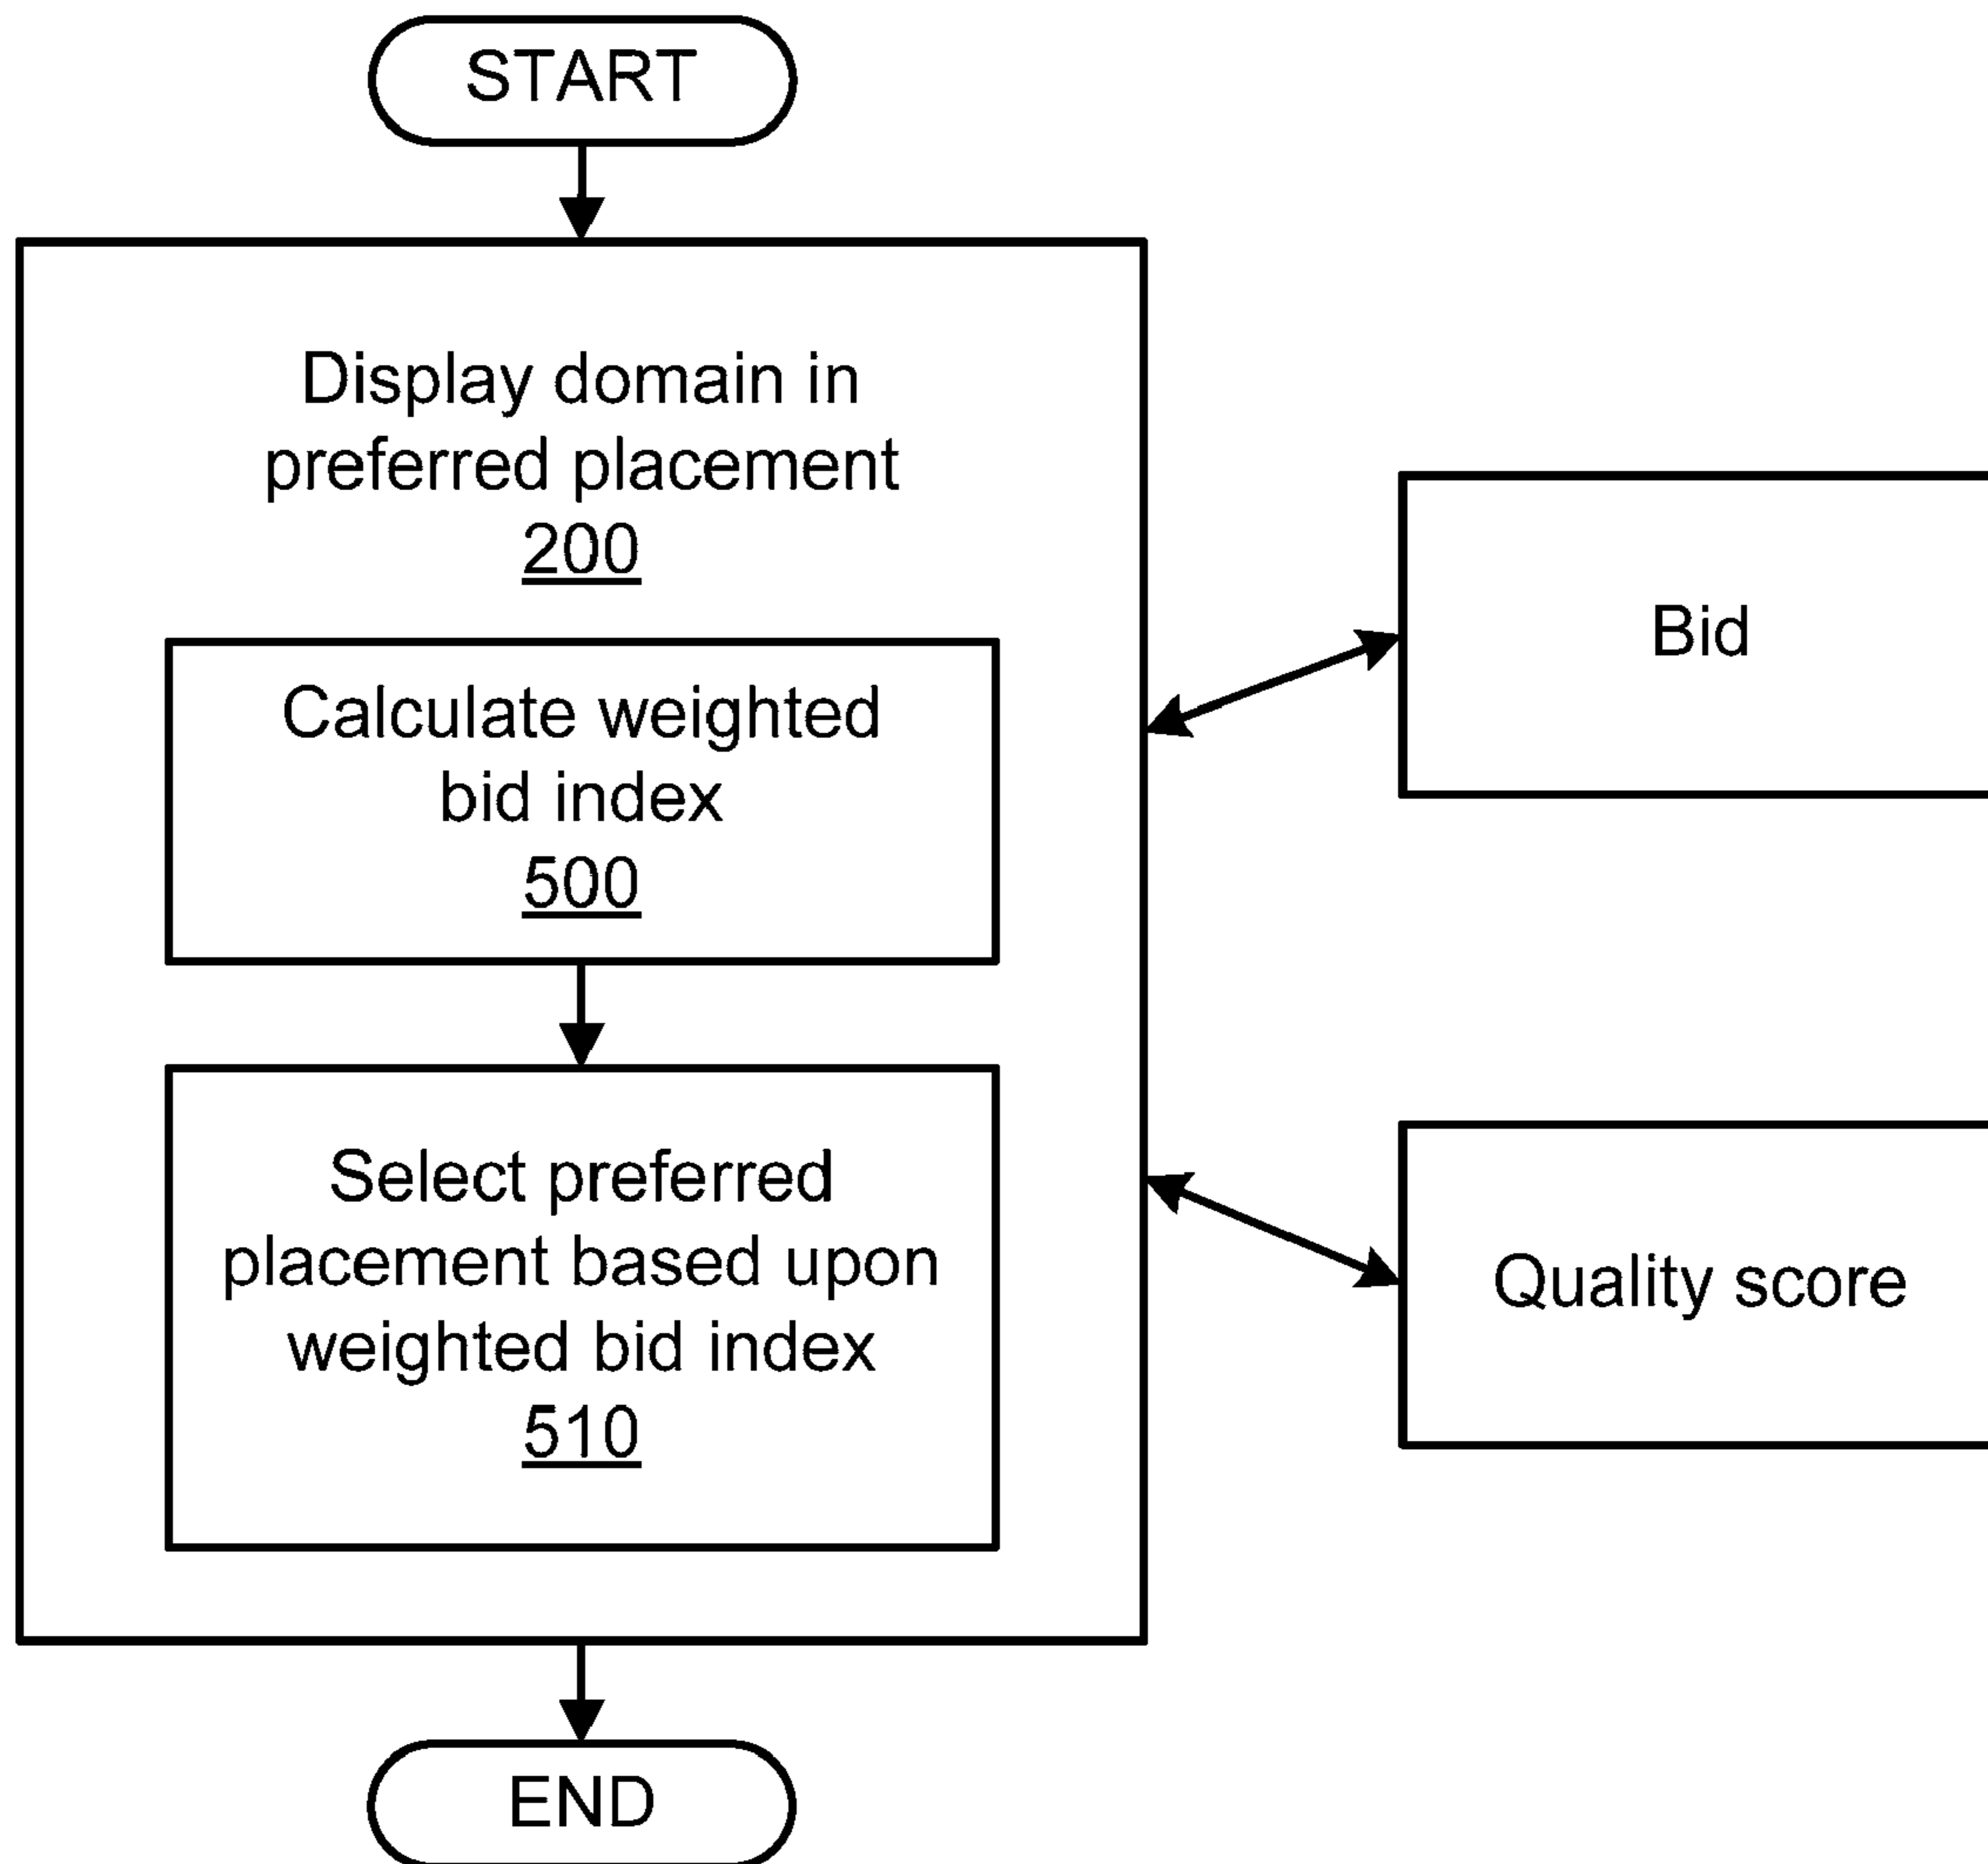 START
Display domain in
preferred placement
200
Calculate weighted
bid index
500
Select preferred
placement based upon
weighted bid index
510
END
Bid
Quality score